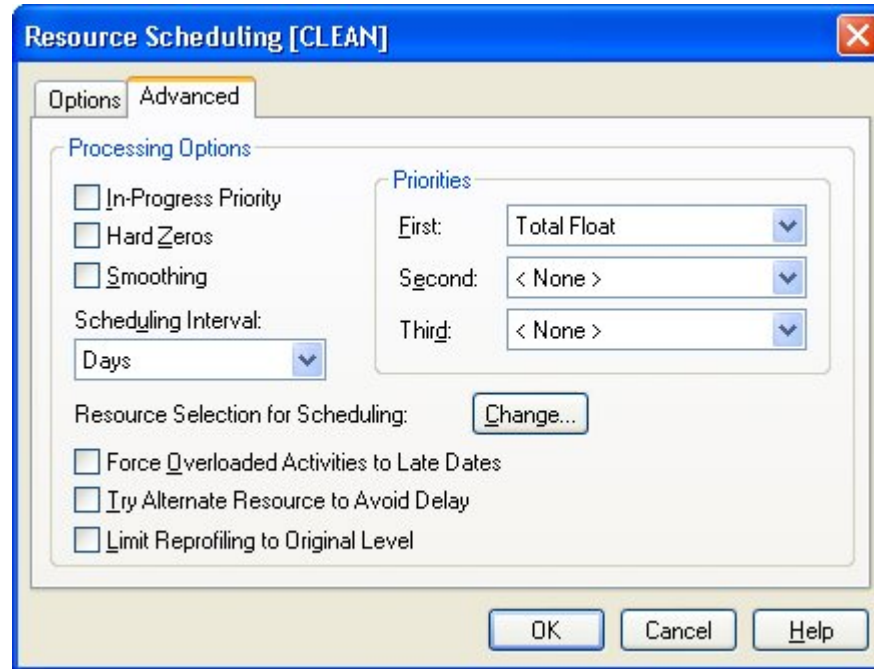 Resource Scheduling [CLEAN]
Options Advanced
Processing Options
In-Progress Priority
Hard Zeros
Smoothing
Scheduling Interval:
Days
Priorities
First: Total Float
Second: < None >
Third: < None >
Resource Selection for Scheduling: Change...
Force Overloaded Activities to Late Dates
Try Alternate Resource to Avoid Delay
Limit Reprofiling to Original Level
OK Cancel Help